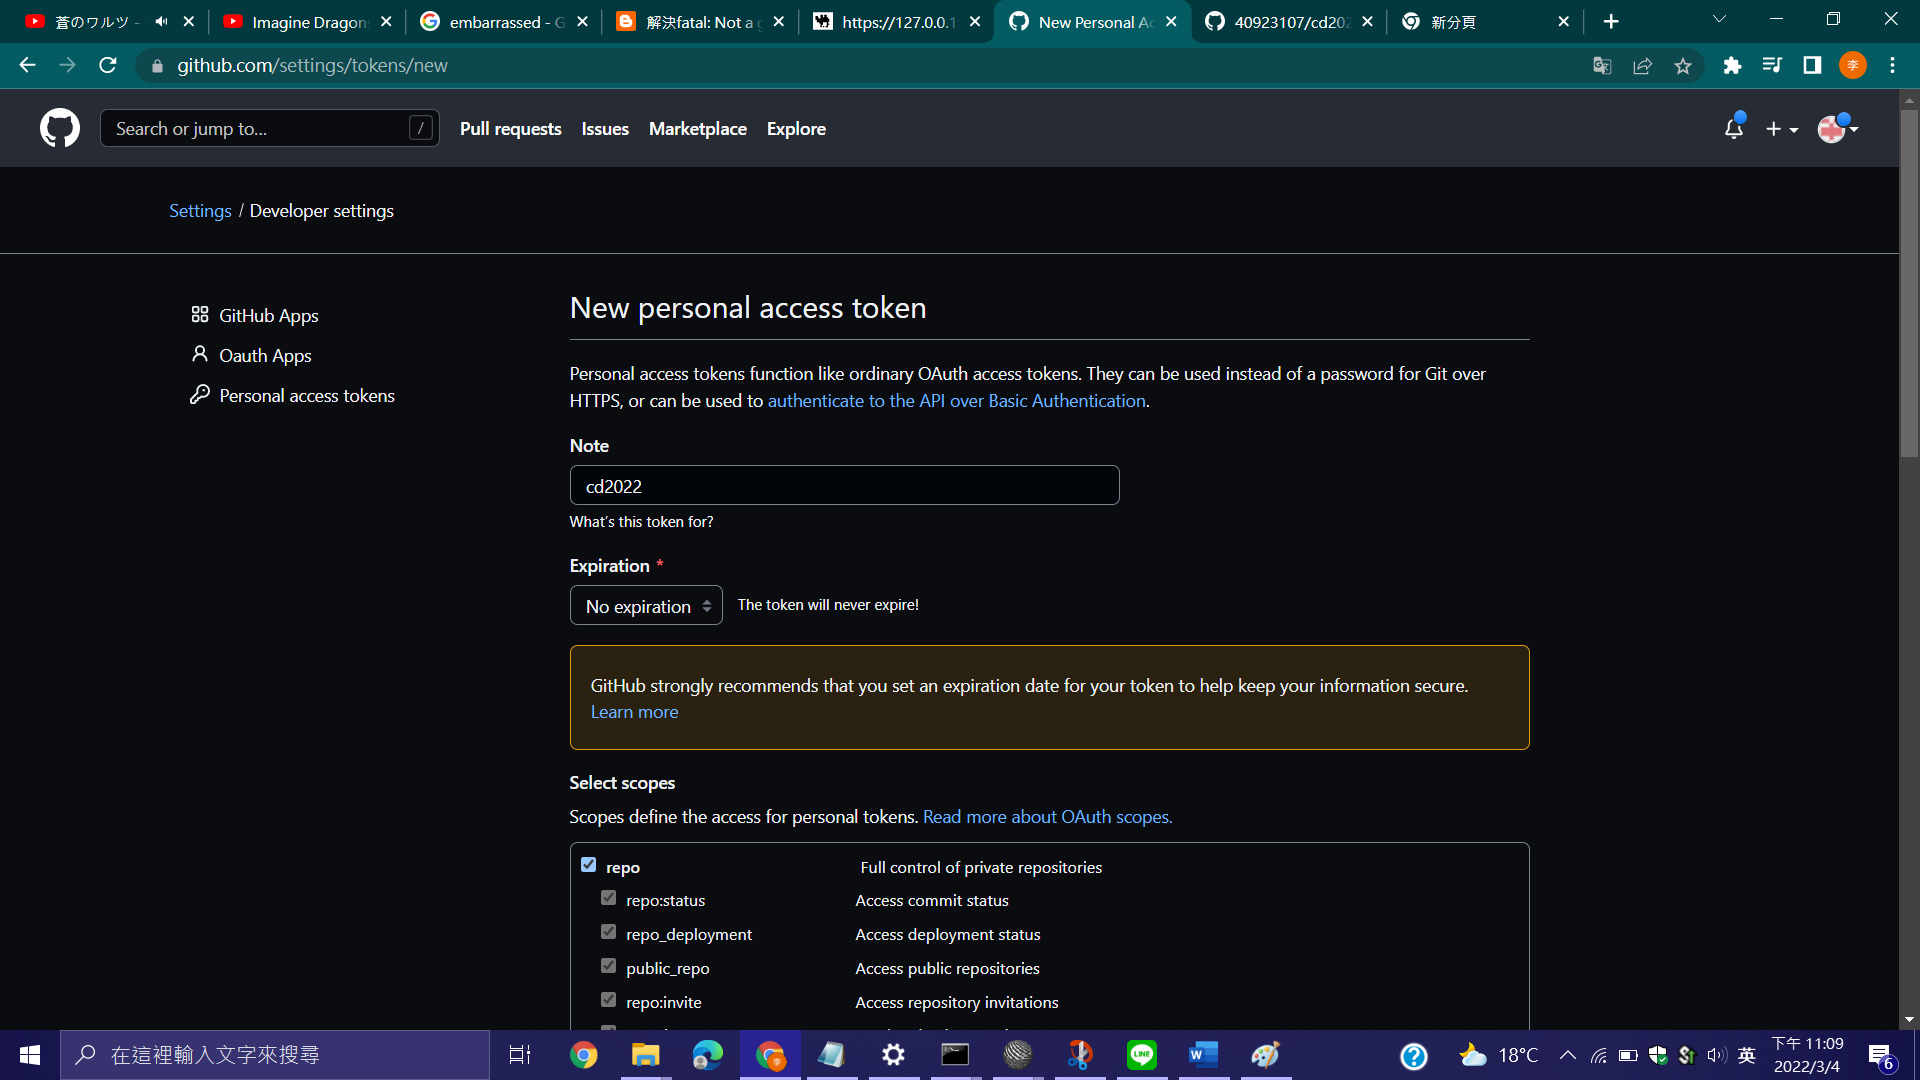 蒼のワルツ -
Imagine Dragon
embarrassed - G
解決fatal: Not a g
https://127.0.0.1
New Personal Ac
40923107/cd202
新分頁
github.com/settings/tokens/new
李
Search or jump to... /
Pull requests
Issues
Marketplace
Explore
Settings / Developer settings
GitHub Apps
Oauth Apps
Personal access tokens
New personal access token
Personal access tokens function like ordinary OAuth access tokens. They can be used instead of a password for Git over
HTTPS, or can be used to authenticate to the API over Basic Authentication.
Note
cd2022
What's this token for?
Expiration *
No expiration
The token will never expire!
GitHub strongly recommends that you set an expiration date for your token to help keep your information secure.
Learn more
Select scopes
Scopes define the access for personal tokens. Read more about OAuth scopes.
repo Full control of private repositories
repo:status Access commit status
repo_deployment Access deployment status
public_repo Access public repositories
repo:invite Access repository invitations
在這裡輸入文字來搜尋
LINE
18°C
英
下午 11:09
2022/3/4
6